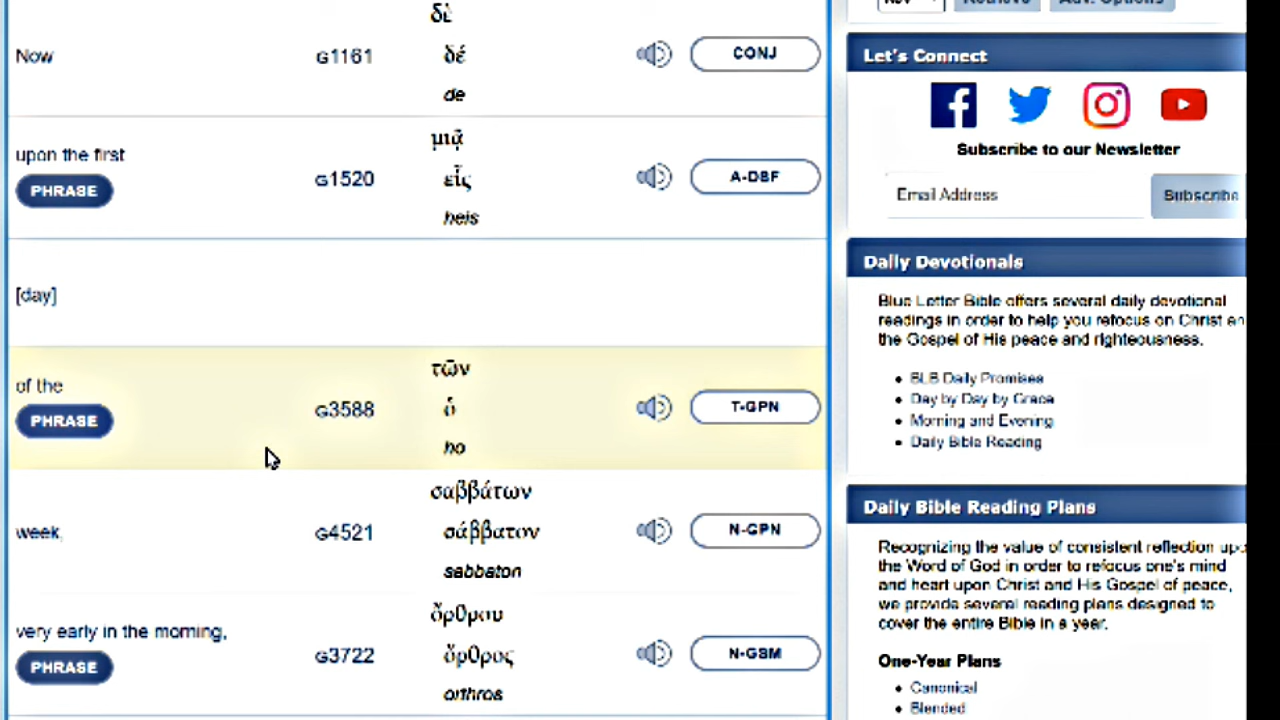 δὲ
Now G1161 δέ CONJ
de
μιᾷ
upon the first
PHRASE G1520 εἷς A-DSF
heis
[day]
τῶν
of the
PHRASE G3588 ὁ T-GPN
ho
σαββάτων
week, G4521 σάββατον N-GPN
sabbaton
ὄρθρου
very early in the morning,
PHRASE G3722 ὄρθρος N-GSM
orthros
Let's Connect
Subscribe to our Newsletter
Email Address Subscribe
Daily Devotionals
Blue Letter Bible offers several daily devotional
readings in order to help you refocus on Christ an
the Gospel of His peace and righteousness.
• BLB Daily Promises
• Day by Day by Grace
• Morning and Evening
• Daily Bible Reading
Daily Bible Reading Plans
Recognizing the value of consistent reflection upo
the Word of God in order to refocus one's mind
and heart upon Christ and His Gospel of peace,
we provide several reading plans designed to
cover the entire Bible in a year.
One-Year Plans
• Canonical
• Blended